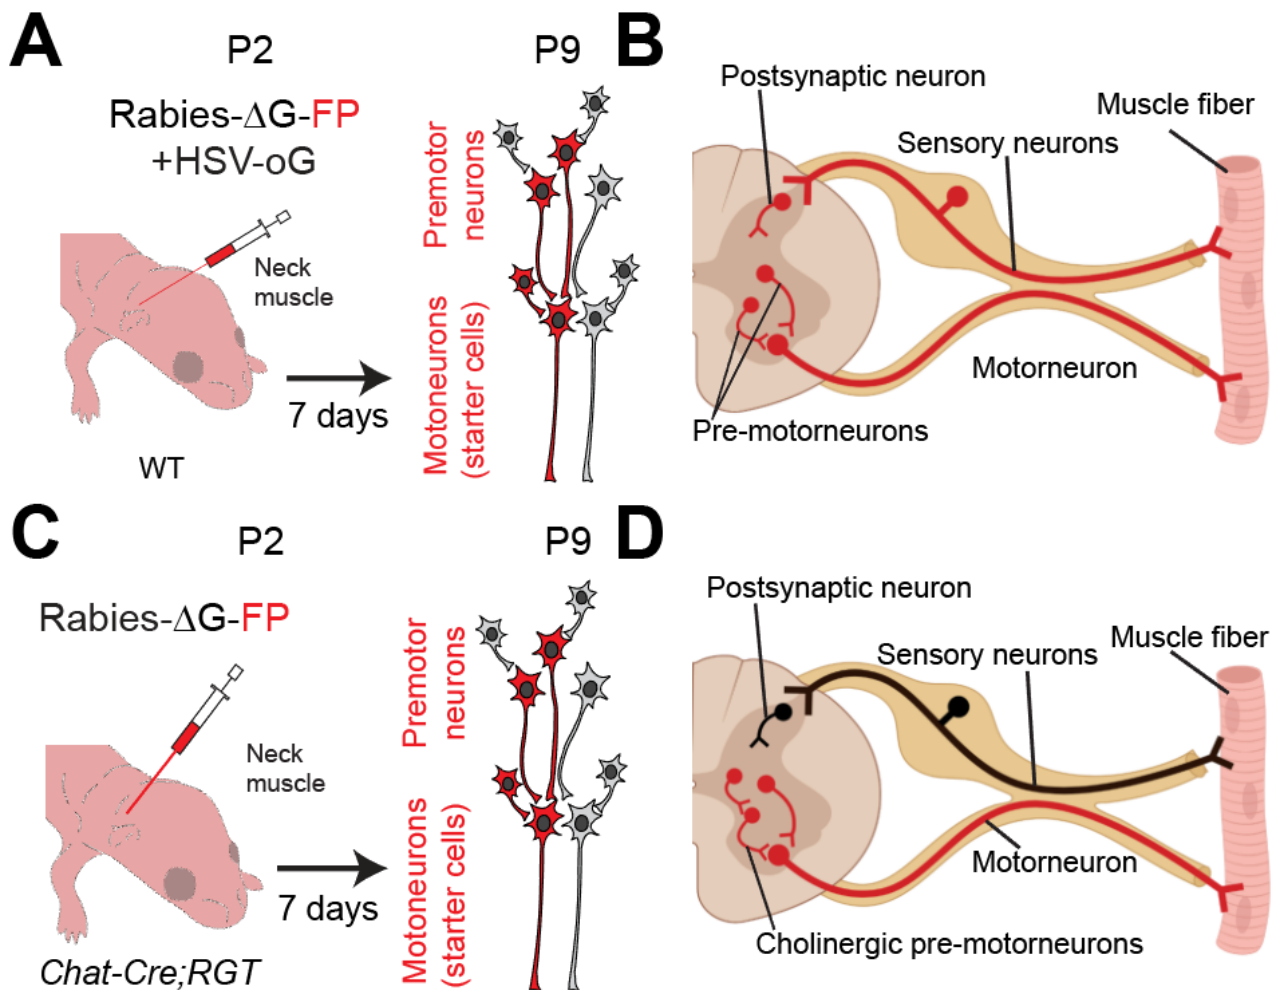 A
P2
P9
Rabies-ΔG-FP
+HSV-oG
Neck
muscle
7 days
WT
Premotor
neurons
Motoneurons
(starter cells)
B
Postsynaptic neuron
Muscle fiber
Sensory neurons
Motorneuron
Pre-motorneurons
C
P2
P9
Rabies-ΔG-FP
Neck
muscle
7 days
Chat-Cre;RGT
Premotor
neurons
Motoneurons
(starter cells)
D
Postsynaptic neuron
Muscle fiber
Sensory neurons
Motorneuron
Cholinergic pre-motorneurons